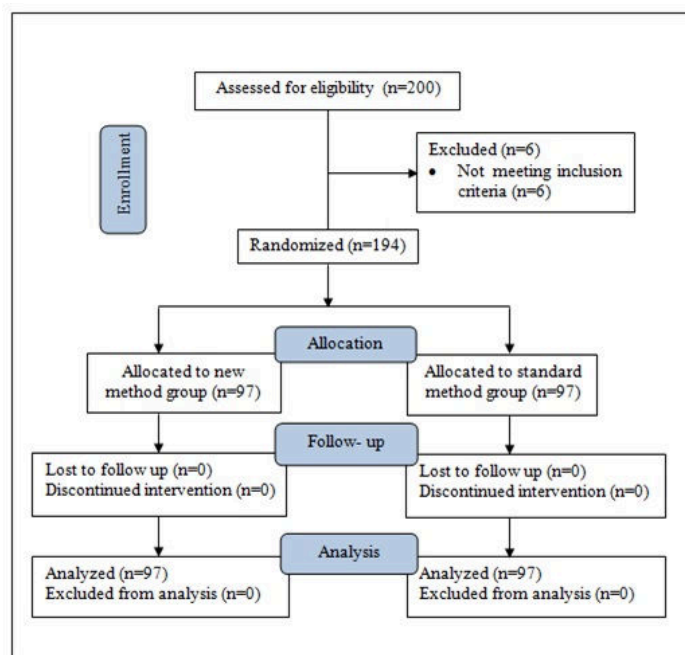 Assessed for eligibility (n=200)
Enrollment
Excluded (n=6)
• Not meeting inclusion
criteria (n=6)
Randomized (n=194)
Allocation
Allocated to new
method group (n=97)
Allocated to standard
method group (n=97)
Follow- up
Lost to follow up (n=0)
Discontinued intervention (n=0)
Lost to follow up (n=0)
Discontinued intervention (n=0)
Analysis
Analyzed (n=97)
Excluded from analysis (n=0)
Analyzed (n=97)
Excluded from analysis (n=0)